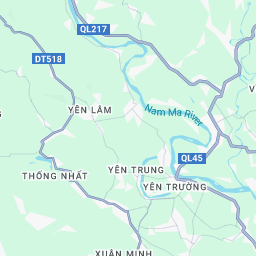 QL217
DT518
YÊN LÂM
Nam Ma River
V
QL45
THỐNG NHẤT
YÊN TRUNG
YÊN TRƯỜNG
XUÂN MINH